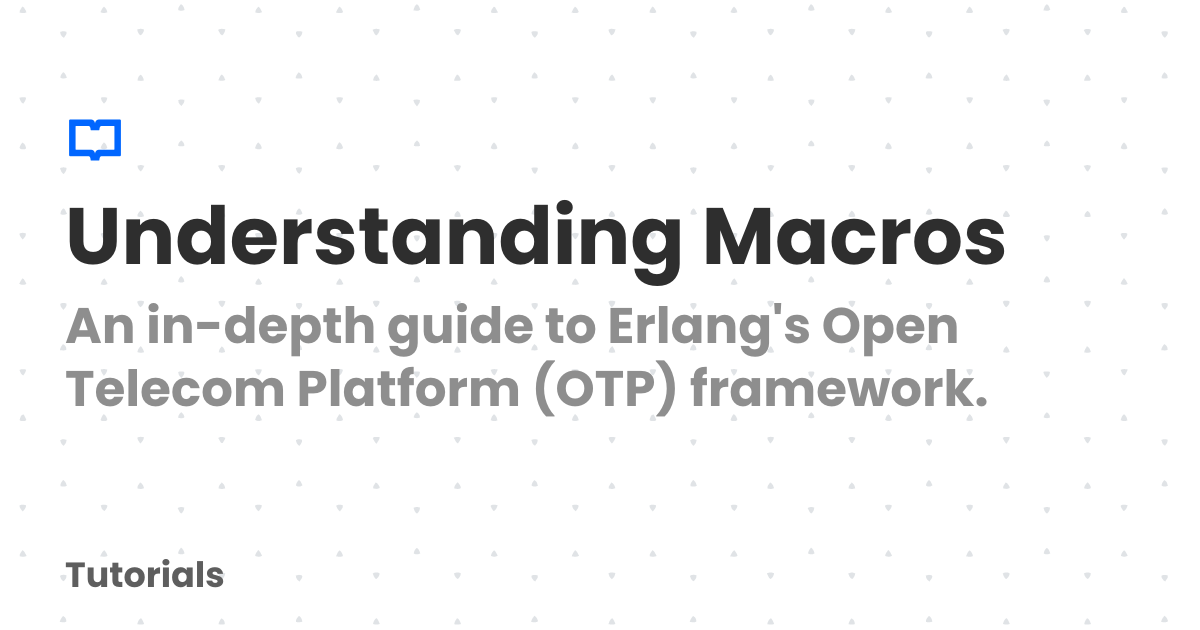 Understanding Macros
An in-depth guide to Erlang's Open
Telecom Platform (OTP) framework.
Tutorials